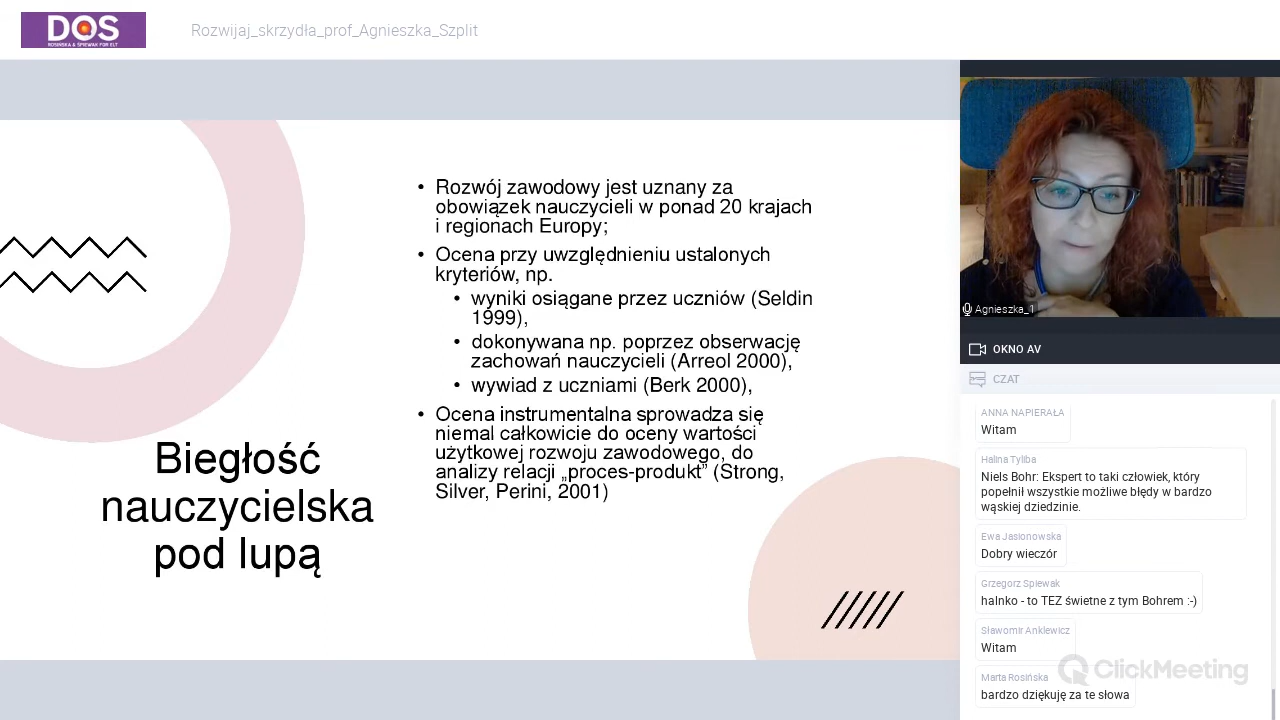 DOS
ROSIŃSKA & ŚPIEWAK FOR ELT
Rozwijaj_skrzydła_prof_Agnieszka_Szplit
Biegłość
nauczycielska
pod lupą
• Rozwój zawodowy jest uznany za
obowiązek nauczycieli w ponad 20 krajach
i regionach Europy;
• Ocena przy uwzględnieniu ustalonych
kryteriów, np.
• wyniki osiągane przez uczniów (Seldin
1999),
• dokonywana np. poprzez obserwację
zachowań nauczycieli (Arreol 2000),
• wywiad z uczniami (Berk 2000),
• Ocena instrumentalna sprowadza się
niemal całkowicie do oceny wartości
użytkowej rozwoju zawodowego, do
analizy relacji „proces-produkt” (Strong,
Silver, Perini, 2001)
Agnieszka_1
OKNO AV
CZAT
ANNA NAPIERAŁA
Witam
Halina Tyliba
Niels Bohr: Ekspert to taki człowiek, który
popełnił wszystkie możliwe błędy w bardzo
wąskiej dziedzinie.
Ewa Jasionowska
Dobry wieczór
Grzegorz Spiewak
halnko - to TEZ świetne z tym Bohrem :-)
Sławomir Anklewicz
Witam
Marta Rosińska
bardzo dziękuję za te słowa
ClickMeeting